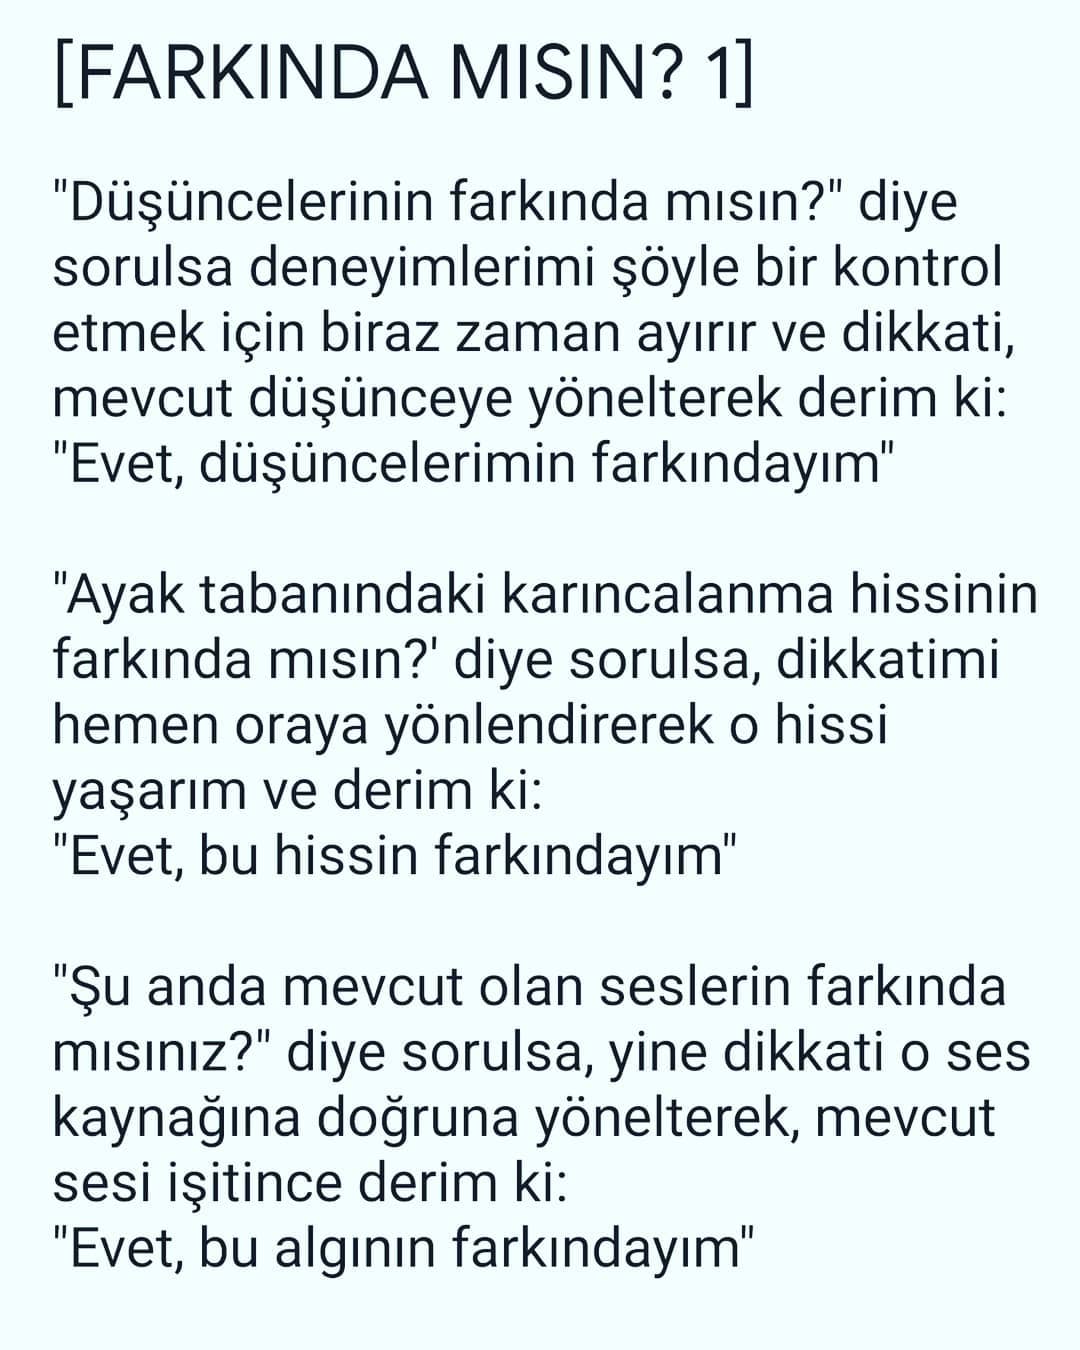 [FARKINDA MISIN? 1]
"Düşüncelerinin farkında mısın?" diye
sorulsa deneyimlerimi şöyle bir kontrol
etmek için biraz zaman ayırır ve dikkati,
mevcut düşünceye yönelterek derim ki:
"Evet, düşüncelerimin farkındayım"
"Ayak tabanındaki karıncalanma hissinin
farkında mısın?' diye sorulsa, dikkatimi
hemen oraya yönlendirerek o hissi
yaşarım ve derim ki:
"Evet, bu hissin farkındayım"
"Şu anda mevcut olan seslerin farkında
mısınız?" diye sorulsa, yine dikkati o ses
kaynağına doğruna yönelterek, mevcut
sesi işitince derim ki:
"Evet, bu algının farkındayım"